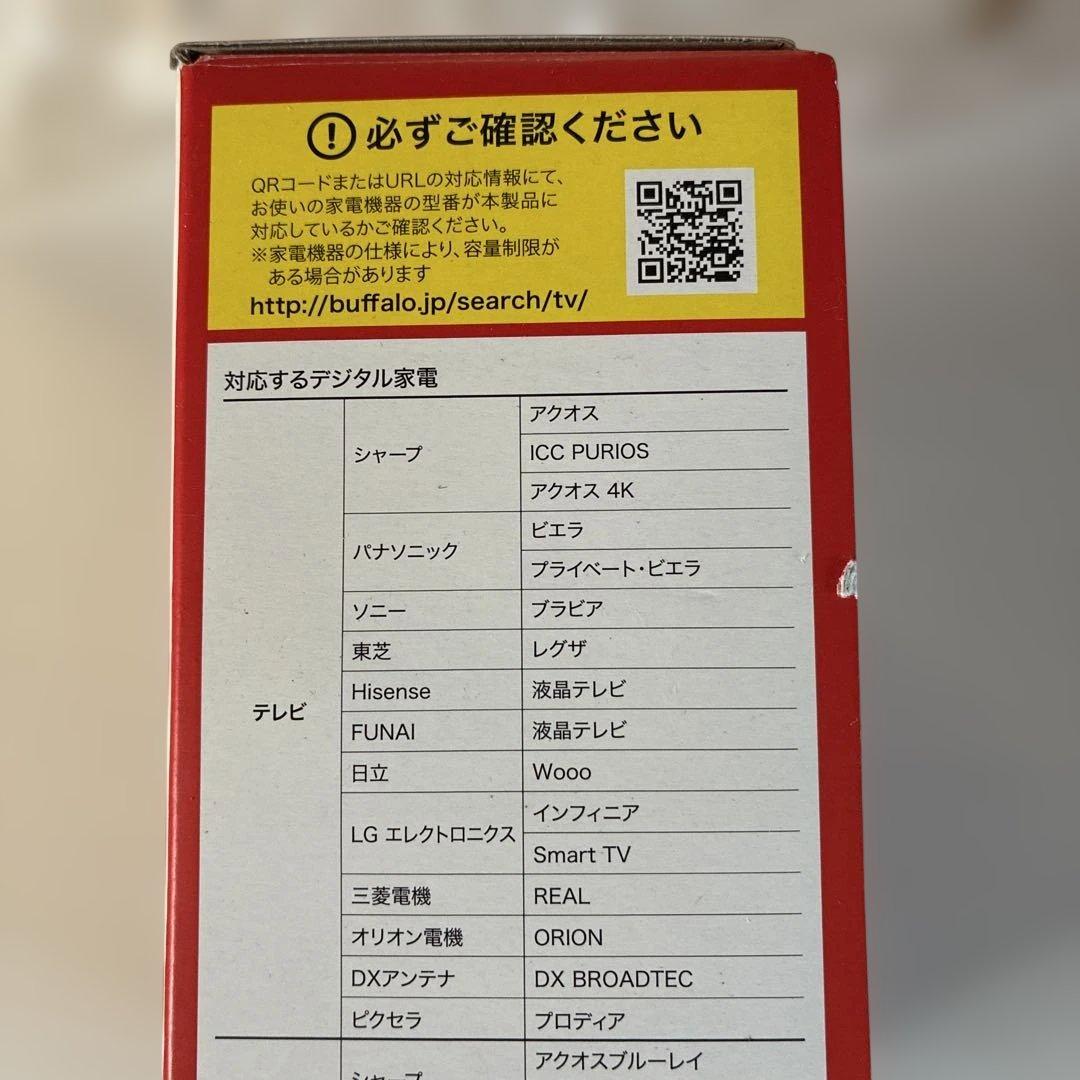 ! 必ずご確認ください
QRコードまたはURLの対応情報にて、
お使いの家電機器の型番が本製品に
対応しているかご確認ください。
※家電機器の仕様により、容量制限が
ある場合があります
http://buffalo.jp/search/tv/
対応するデジタル家電
テレビ
シャープ
アクオス
ICC PURIOS
アクオス 4K
パナソニック
ビエラ
プライベート・ビエラ
ソニー ブラビア
東芝 レグザ
Hisense 液晶テレビ
FUNAI 液晶テレビ
日立 Wooo
LG エレクトロニクス
インフィニア
Smart TV
三菱電機 REAL
オリオン電機 ORION
DXアンテナ DX BROADTEC
ピクセラ プロディア
シャープ
アクオスブルーレイ